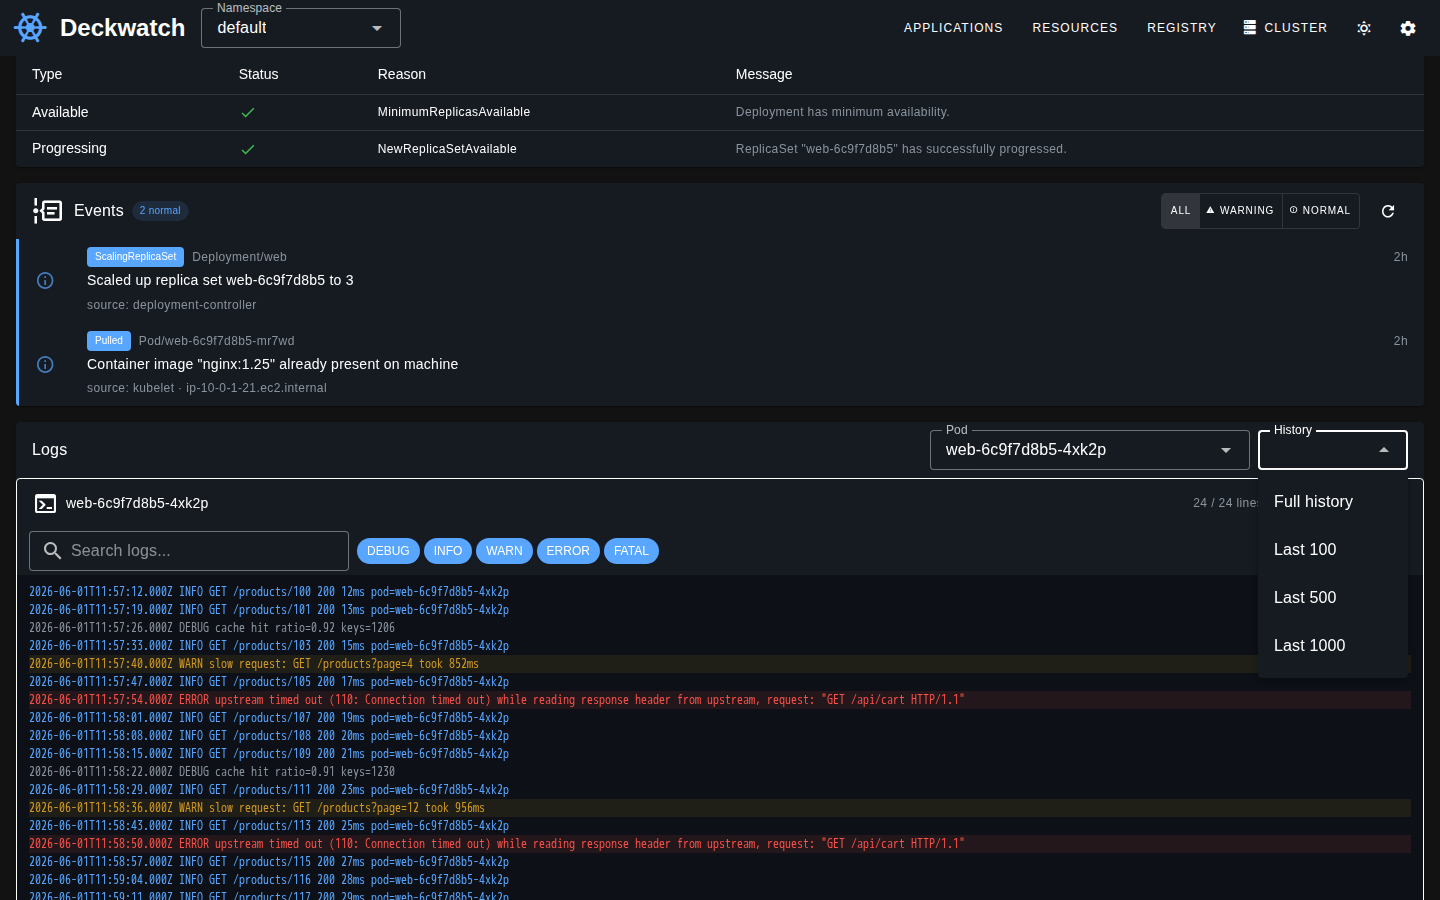 Deckwatch
Namespace
default
APPLICATIONS RESOURCES REGISTRY CLUSTER
Type Status Reason Message
Available MinimumReplicasAvailable Deployment has minimum availability.
Progressing NewReplicaSetAvailable ReplicaSet "web-6c9f7d8b5" has successfully progressed.
Events 2 normal ALL WARNING NORMAL
ScalingReplicaSet Deployment/web 2h
Scaled up replica set web-6c9f7d8b5 to 3
source: deployment-controller
Pulled Pod/web-6c9f7d8b5-mr7wd 2h
Container image "nginx:1.25" already present on machine
source: kubelet · ip-10-0-1-21.ec2.internal
Logs
Pod
web-6c9f7d8b5-4xk2p
History
web-6c9f7d8b5-4xk2p 24 / 24 lines
Full history
Last 100
Last 500
Last 1000
Search logs... DEBUG INFO WARN ERROR FATAL
2026-06-01T11:57:12.000Z INFO GET /products/100 200 12ms pod=web-6c9f7d8b5-4xk2p
2026-06-01T11:57:19.000Z INFO GET /products/101 200 13ms pod=web-6c9f7d8b5-4xk2p
2026-06-01T11:57:26.000Z DEBUG cache hit ratio=0.92 keys=1206
2026-06-01T11:57:33.000Z INFO GET /products/103 200 15ms pod=web-6c9f7d8b5-4xk2p
2026-06-01T11:57:40.000Z WARN slow request: GET /products?page=4 took 852ms
2026-06-01T11:57:47.000Z INFO GET /products/105 200 17ms pod=web-6c9f7d8b5-4xk2p
2026-06-01T11:57:54.000Z ERROR upstream timed out (110: Connection timed out) while reading response header from upstream, request: "GET /api/cart HTTP/1.1"
2026-06-01T11:58:01.000Z INFO GET /products/107 200 19ms pod=web-6c9f7d8b5-4xk2p
2026-06-01T11:58:08.000Z INFO GET /products/108 200 20ms pod=web-6c9f7d8b5-4xk2p
2026-06-01T11:58:15.000Z INFO GET /products/109 200 21ms pod=web-6c9f7d8b5-4xk2p
2026-06-01T11:58:22.000Z DEBUG cache hit ratio=0.91 keys=1230
2026-06-01T11:58:29.000Z INFO GET /products/111 200 23ms pod=web-6c9f7d8b5-4xk2p
2026-06-01T11:58:36.000Z WARN slow request: GET /products?page=12 took 956ms
2026-06-01T11:58:43.000Z INFO GET /products/113 200 25ms pod=web-6c9f7d8b5-4xk2p
2026-06-01T11:58:50.000Z ERROR upstream timed out (110: Connection timed out) while reading response header from upstream, request: "GET /api/cart HTTP/1.1"
2026-06-01T11:58:57.000Z INFO GET /products/115 200 27ms pod=web-6c9f7d8b5-4xk2p
2026-06-01T11:59:04.000Z INFO GET /products/116 200 28ms pod=web-6c9f7d8b5-4xk2p
2026-06-01T11:59:11.000Z INFO GET /products/117 200 29ms pod=web-6c9f7d8b5-4xk2p